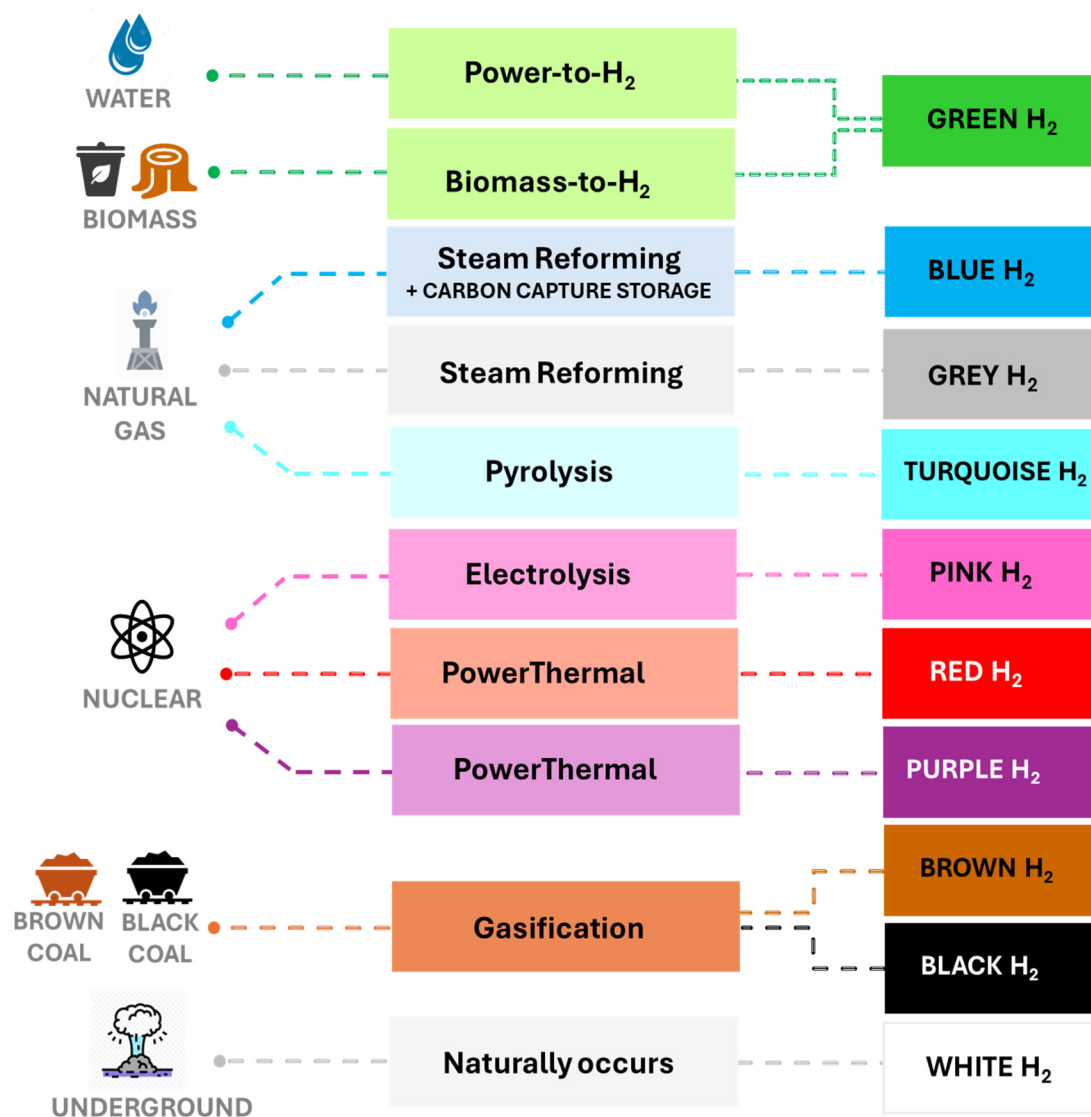 WATER
Power-to-H₂
GREEN H₂
BIOMASS
Biomass-to-H₂
Steam Reforming
+ CARBON CAPTURE STORAGE
BLUE H₂
NATURAL
GAS
Steam Reforming
GREY H₂
Pyrolysis
TURQUOISE H₂
Electrolysis
PINK H₂
NUCLEAR
PowerThermal
RED H₂
PowerThermal
PURPLE H₂
BROWN
COAL
BLACK
COAL
Gasification
BROWN H₂
BLACK H₂
UNDERGROUND
Naturally occurs
WHITE H₂